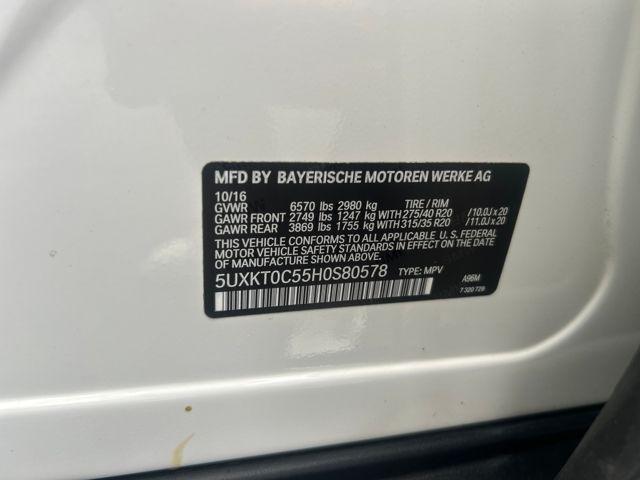 MFD BY BAYERISCHE MOTOREN WERKE AG
10/16
GVWR 6570 lbs 2980 kg TIRE / RIM
GAWR FRONT 2749 lbs 1247 kg WITH 275/40 R20 / 10.0J x 20
GAWR REAR 3869 lbs 1755 kg WITH 315/35 R20 / 11.0J x 20
THIS VEHICLE CONFORMS TO ALL APPLICABLE U. S. FEDERAL
MOTOR VEHICLE SAFETY STANDARDS IN EFFECT ON THE DATE OF
MANUFACTURE SHOWN ABOVE.
5UXKT0C55H0S80578 TYPE: MPV A96M
7 320 729